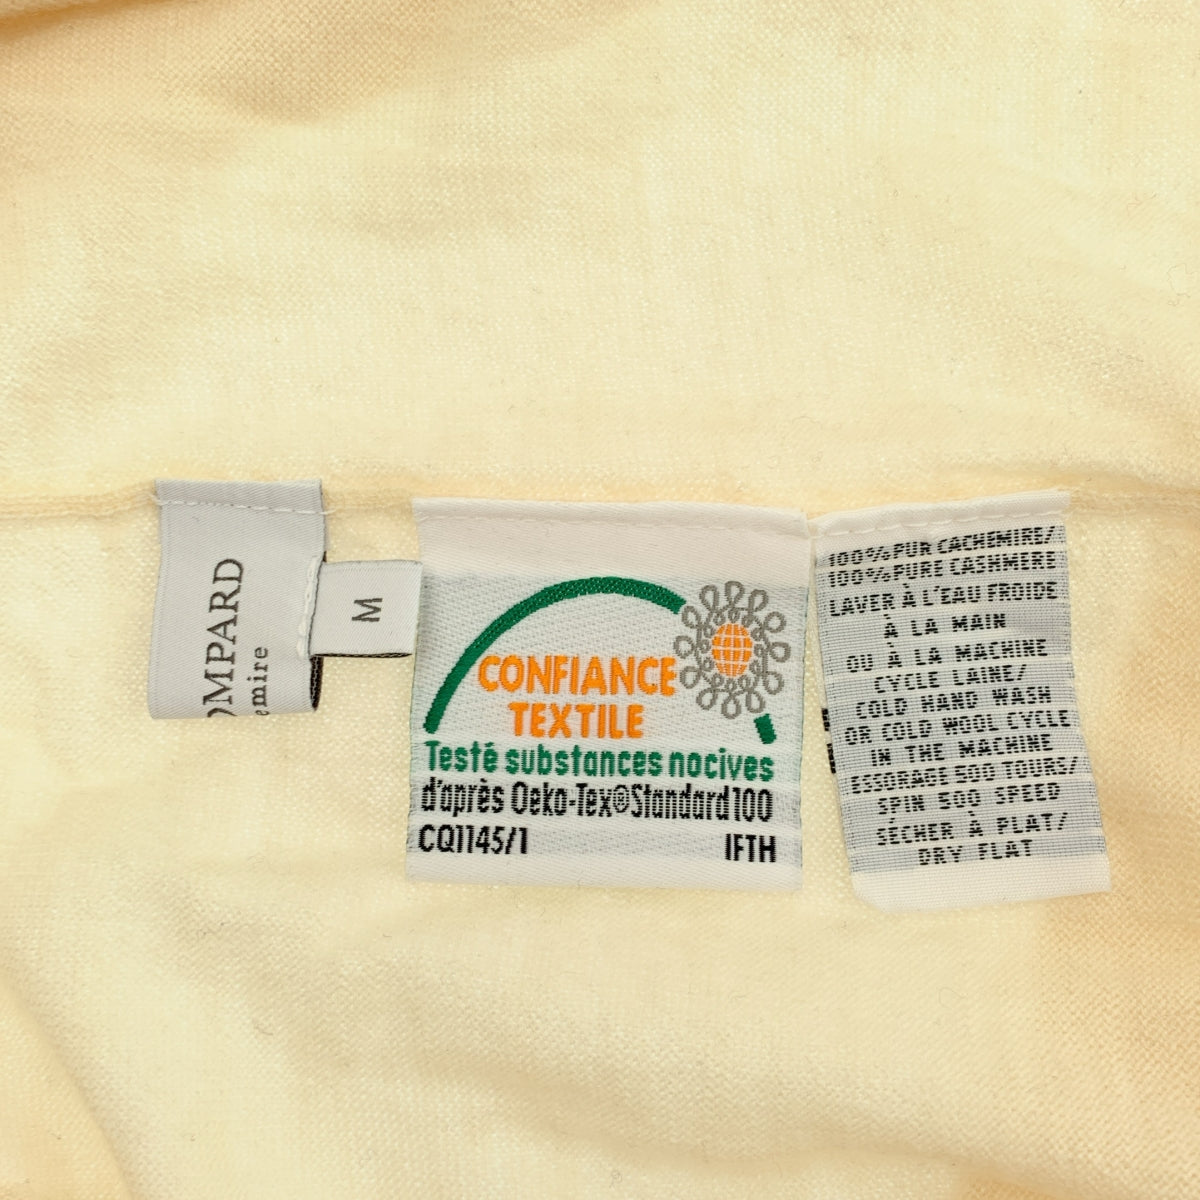 OMPARD
emire
M
CONFIANCE
TEXTILE
Testé substances nocives
d'après Oeko-Tex®Standard100
CQ1145/1 IFTH
100%PUR CACHEMIRE/
100%PURE CASHMERE
LAVER À L'EAU FROIDE
À LA MAIN
OU À LA MACHINE
CYCLE LAINE/
COLD HAND WASH
OR COLD WOOL CYCLE
IN THE MACHINE
ESSORAGE 500 TOURS/
SPIN 500 SPEED
SÉCHER À PLAT/
DRY FLAT